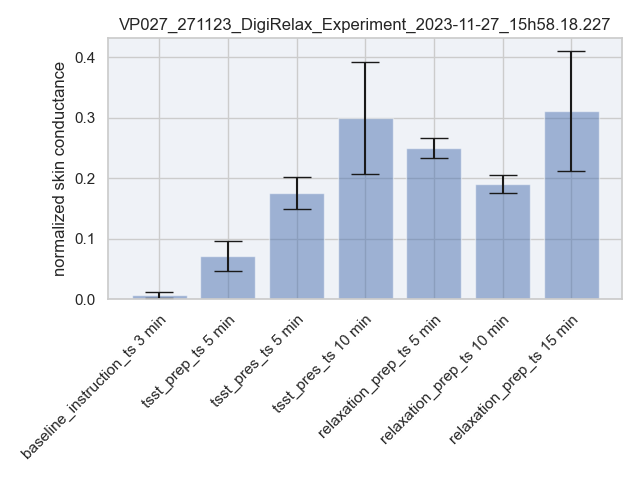 VP027_271123_DigiRelax_Experiment_2023-11-27_15h58.18.227
normalized skin conductance
0.4
0.3
0.2
0.1
0.0
baseline_instruction_ts 3 min
tsst_prep_ts 5 min
tsst_pres_ts 5 min
tsst_pres_ts 10 min
relaxation_prep_ts 5 min
relaxation_prep_ts 10 min
relaxation_prep_ts 15 min